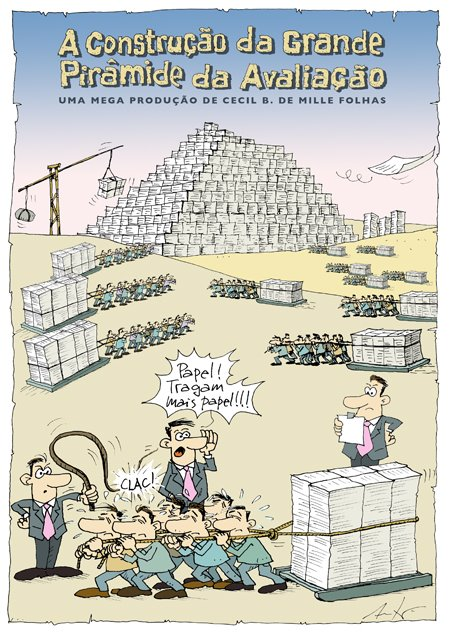 A Construção da Grande
Pirâmide da Avaliação
UMA MEGA PRODUÇÃO DE CECIL B. DE MILLE FOLHAS
Papel!
Tragam
mais papel!!!
CLAC!